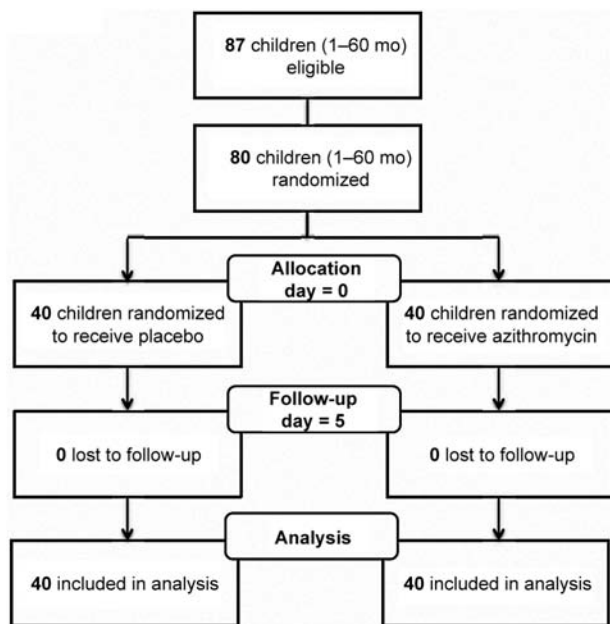 87 children (1–60 mo)
eligible
80 children (1–60 mo)
randomized
Allocation
day = 0
40 children randomized
to receive placebo
40 children randomized
to receive azithromycin
Follow-up
day = 5
0 lost to follow-up
0 lost to follow-up
Analysis
40 included in analysis
40 included in analysis